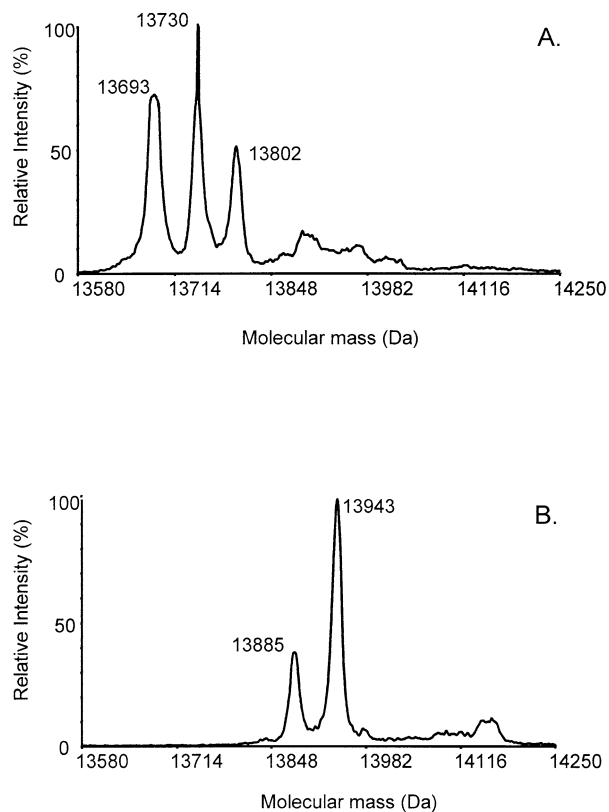 A.
100
13730
13693
13802
50
0
Relative Intensity (%)
13580 13714 13848 13982 14116 14250
Molecular mass (Da)
B.
100
13943
13885
50
0
Relative Intensity (%)
13580 13714 13848 13982 14116 14250
Molecular mass (Da)